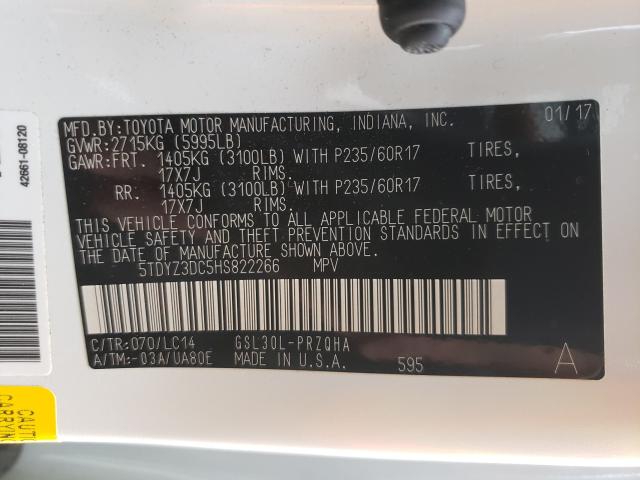 MFD.BY:TOYOTA MOTOR MANUFACTURING, INDIANA, INC. 01/17
GVWR:2715KG (5995LB)
GAWR:FRT. 1405KG (3100LB) WITH P235/60R17 TIRES,
17X7J RIMS.
RR. 1405KG (3100LB) WITH P235/60R17 TIRES,
17X7J RIMS.
THIS VEHICLE CONFORMS TO ALL APPLICABLE FEDERAL MOTOR
VEHICLE SAFETY AND THEFT PREVENTION STANDARDS IN EFFECT ON
THE DATE OF MANUFACTURE SHOWN ABOVE.
5TDYZ3DC5HS822266 MPV
C/TR:070/LC14 GSL30L-PRZQHA
A/TM:-03A/UA80E MADE IN U.S.A. 595 A
42661-08120
CAUTI
CARRYING